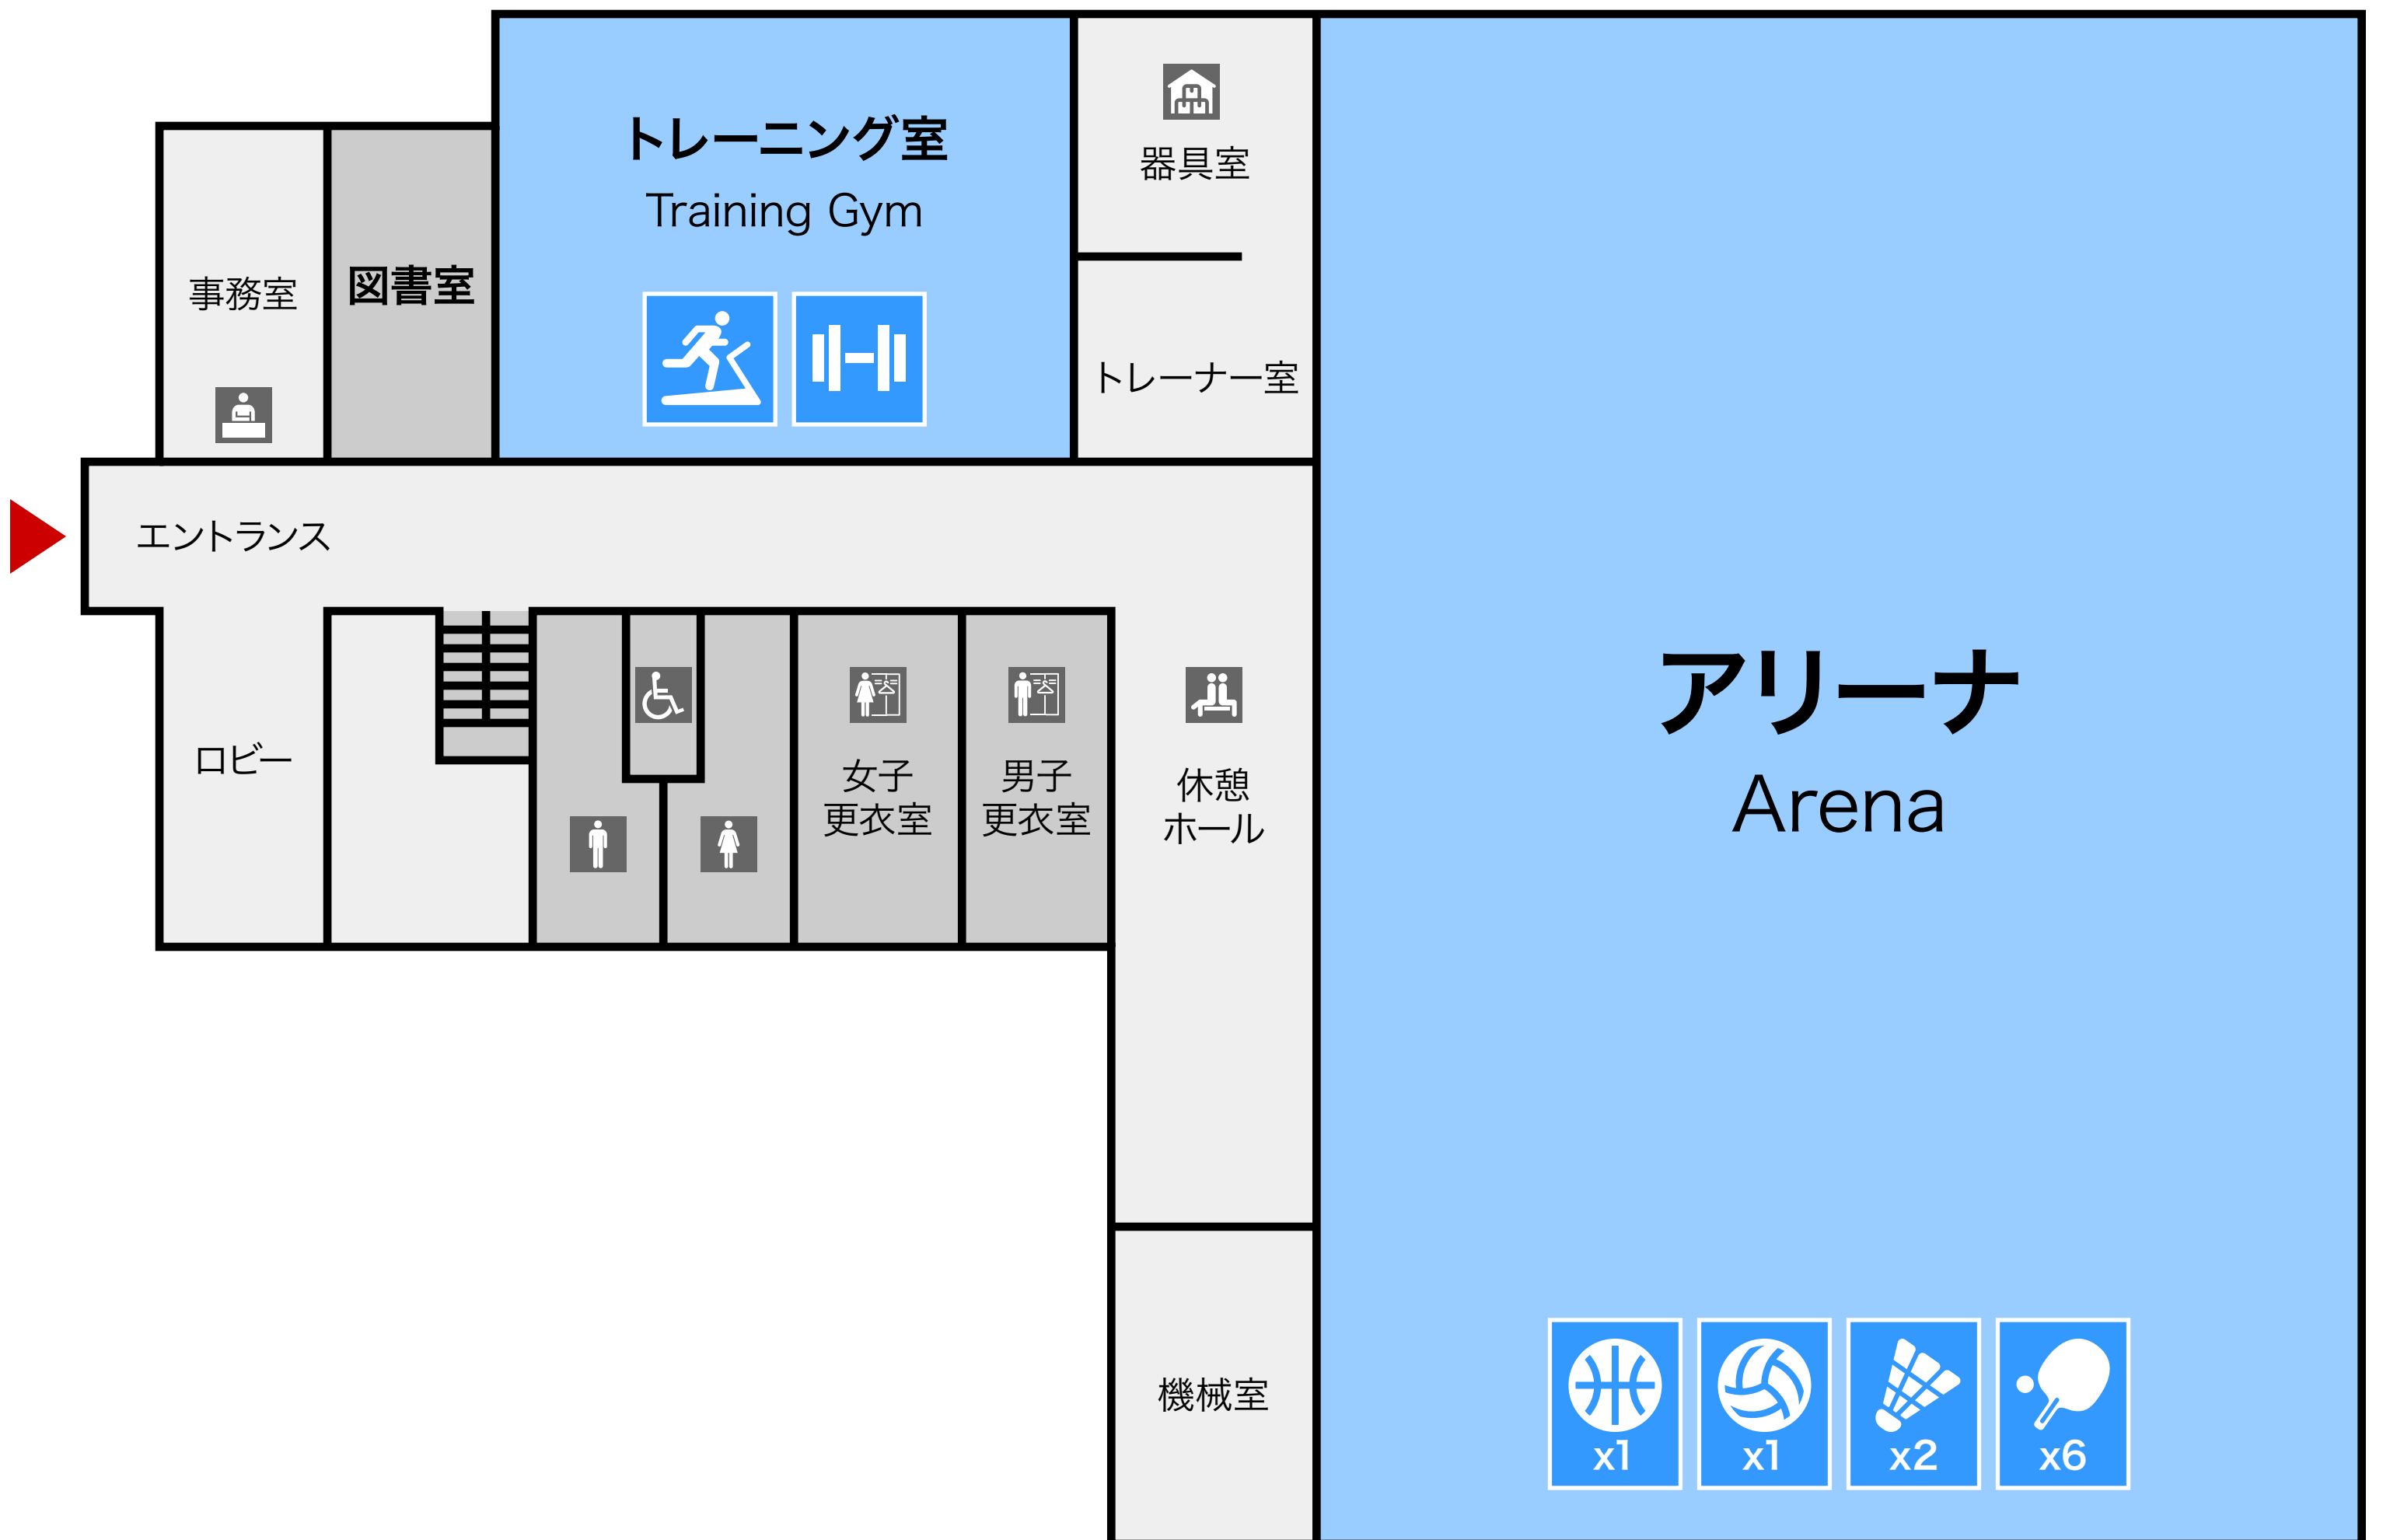 トレーニング室
Training Gym
器具室
事務室
図書室
トレーナー室
エントランス
ロビー
女子
更衣室
男子
更衣室
休憩
ホール
アリーナ
Arena
機械室
x1
x1
x2
x6